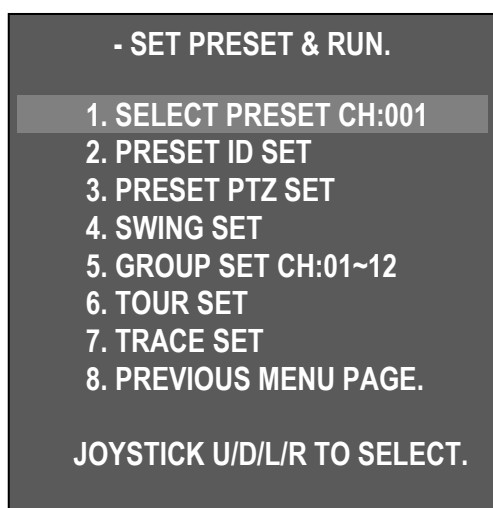 - SET PRESET & RUN.
1. SELECT PRESET CH:001
2. PRESET ID SET
3. PRESET PTZ SET
4. SWING SET
5. GROUP SET CH:01~12
6. TOUR SET
7. TRACE SET
8. PREVIOUS MENU PAGE.
JOYSTICK U/D/L/R TO SELECT.